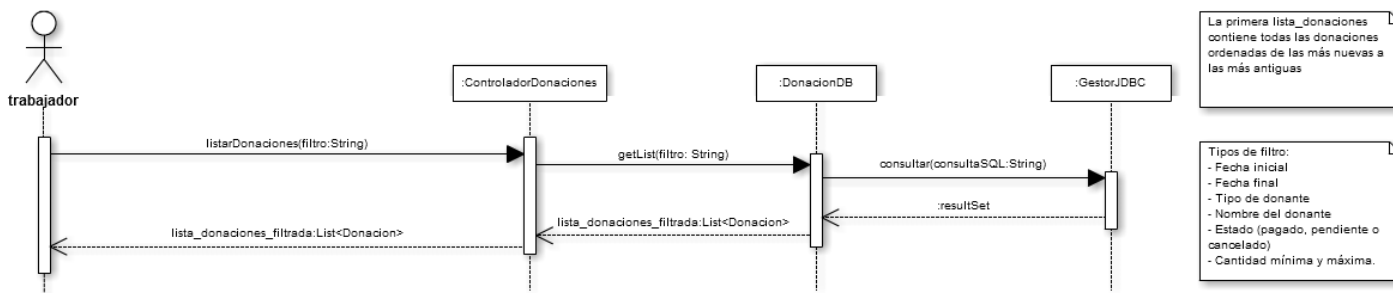 trabajador
:ControladorDonaciones
:DonacionDB
:GestorJDBC
La primera lista_donaciones
contiene todas las donaciones
ordenadas de las más nuevas a
las más antiguas
listarDonaciones(filtro:String)
getList(filtro: String)
consultar(consultaSQL:String)
:resultSet
lista_donaciones_filtrada:List<Donacion>
lista_donaciones_filtrada:List<Donacion>
Tipos de filtro:
- Fecha inicial
- Fecha final
- Tipo de donante
- Nombre del donante
- Estado (pagado, pendiente o
cancelado)
- Cantidad mínima y máxima.